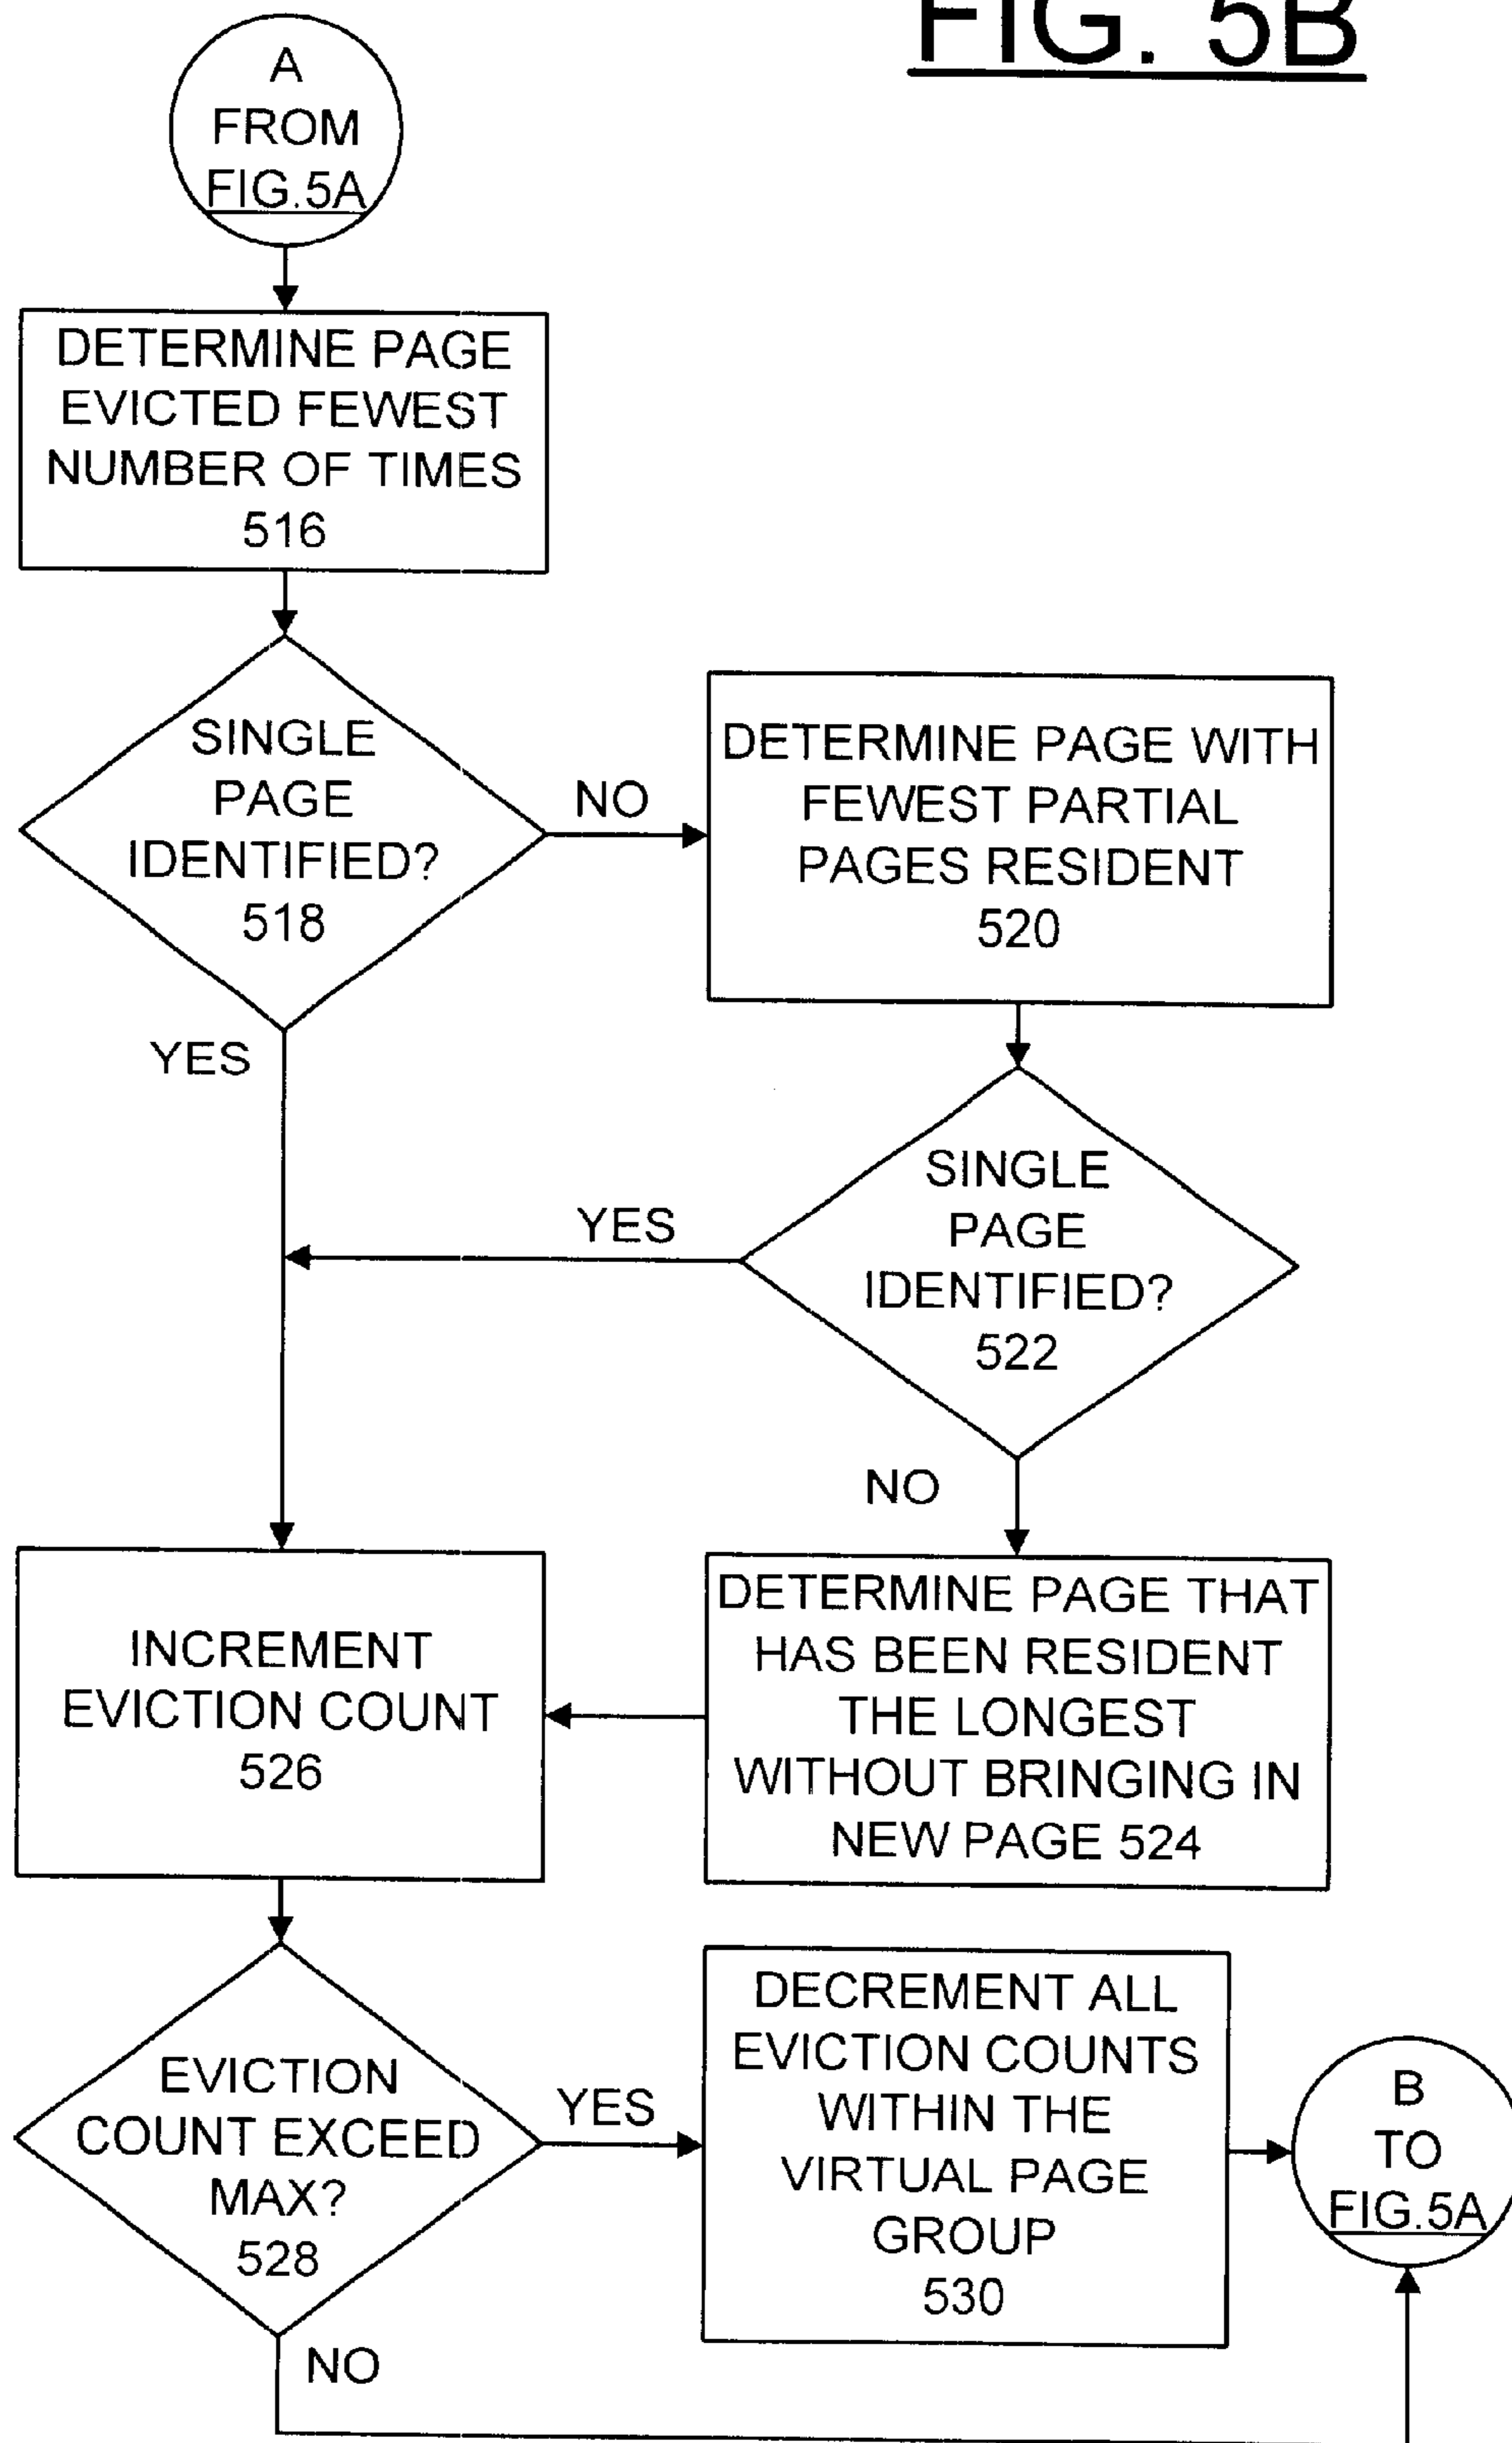 FIG. 5B
A
FROM
FIG.5A
DETERMINE PAGE
EVICTED FEWEST
NUMBER OF TIMES
516
SINGLE
PAGE
IDENTIFIED?
518
NO
YES
DETERMINE PAGE WITH
FEWEST PARTIAL
PAGES RESIDENT
520
SINGLE
PAGE
IDENTIFIED?
522
YES
NO
DETERMINE PAGE THAT
HAS BEEN RESIDENT
THE LONGEST
WITHOUT BRINGING IN
NEW PAGE 524
INCREMENT
EVICTION COUNT
526
EVICTION
COUNT EXCEED
MAX?
528
YES
NO
DECREMENT ALL
EVICTION COUNTS
WITHIN THE
VIRTUAL PAGE
GROUP
530
B
TO
FIG.5A